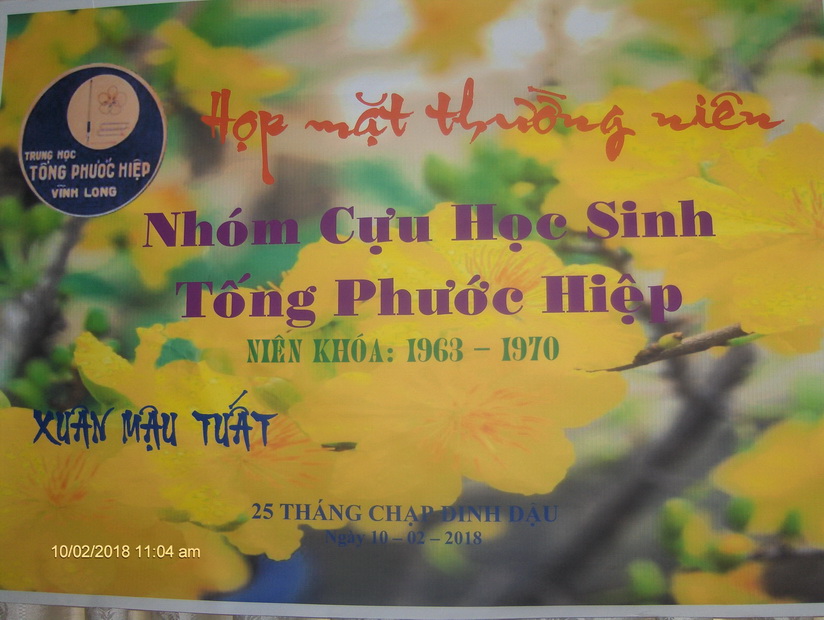 TRUNG HỌC
TỐNG PHƯỚC HIỆP
VĨNH LONG
Họp mặt thường niên
Nhóm Cựu Học Sinh
Tống Phước Hiệp
NIÊN KHÓA: 1963 – 1970
XUÂN MẬU TUẤT
25 THÁNG CHẠP ĐINH DẬU
Ngày 10 – 02 – 2018
10/02/2018 11:04 am